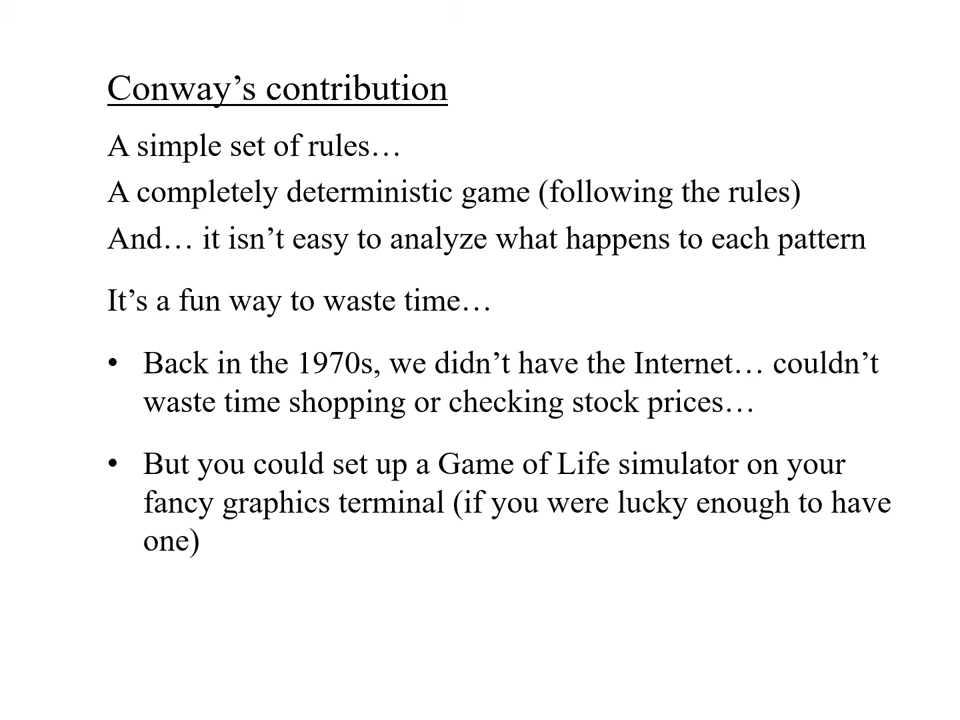 Conway’s contribution
A simple set of rules…
A completely deterministic game (following the rules)
And… it isn’t easy to analyze what happens to each pattern
It’s a fun way to waste time…
• Back in the 1970s, we didn’t have the Internet… couldn’t
waste time shopping or checking stock prices…
• But you could set up a Game of Life simulator on your
fancy graphics terminal (if you were lucky enough to have
one)